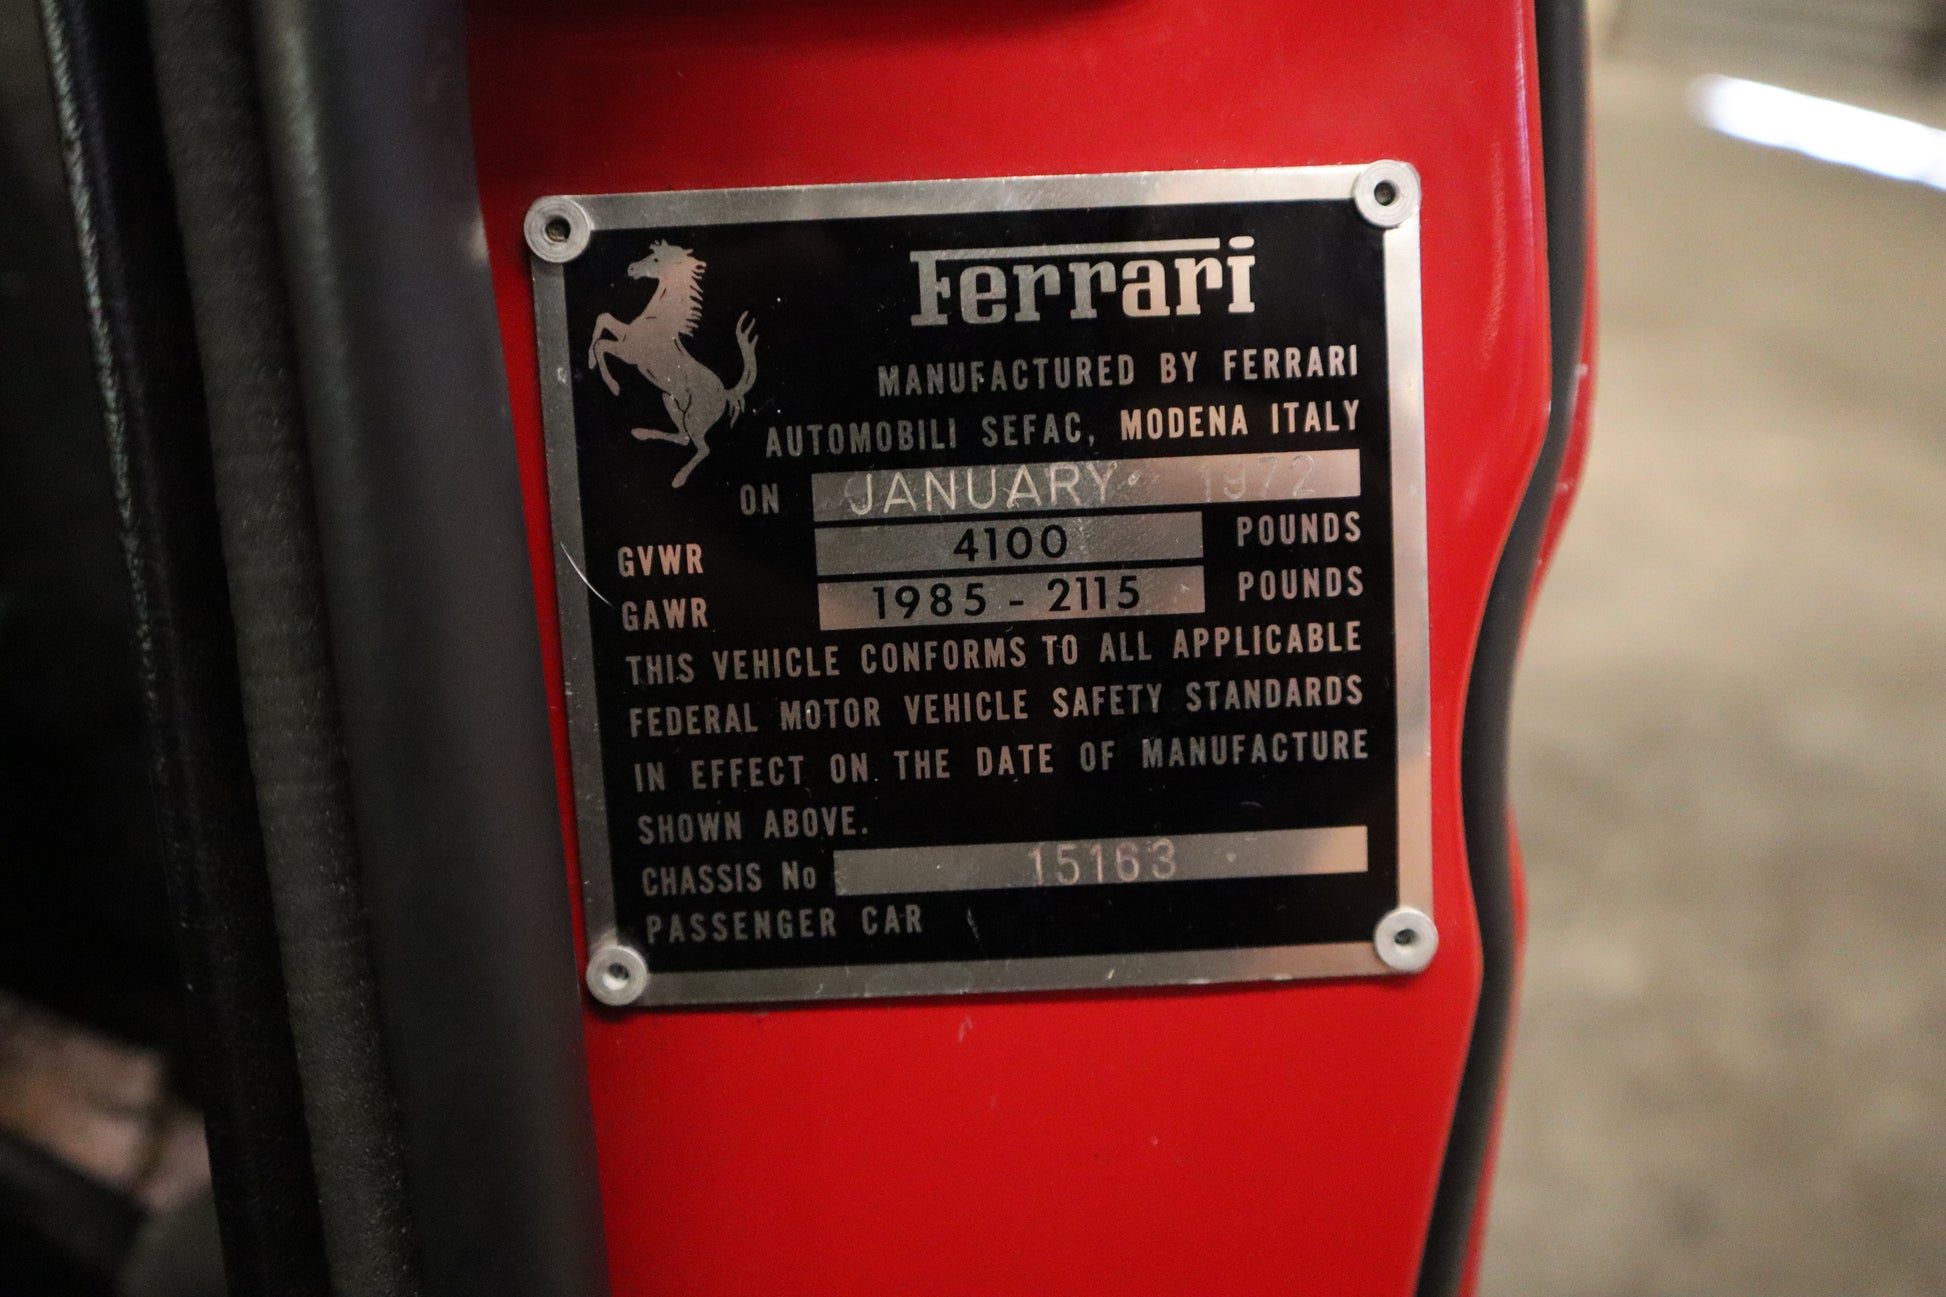 Ferrari
MANUFACTURED BY FERRARI
AUTOMOBILI SEFAC, MODENA ITALY
ON JANUARY 1972
GVWR 4100 POUNDS
GAWR 1985 - 2115 POUNDS
THIS VEHICLE CONFORMS TO ALL APPLICABLE
FEDERAL MOTOR VEHICLE SAFETY STANDARDS
IN EFFECT ON THE DATE OF MANUFACTURE
SHOWN ABOVE.
CHASSIS No 15163
PASSENGER CAR